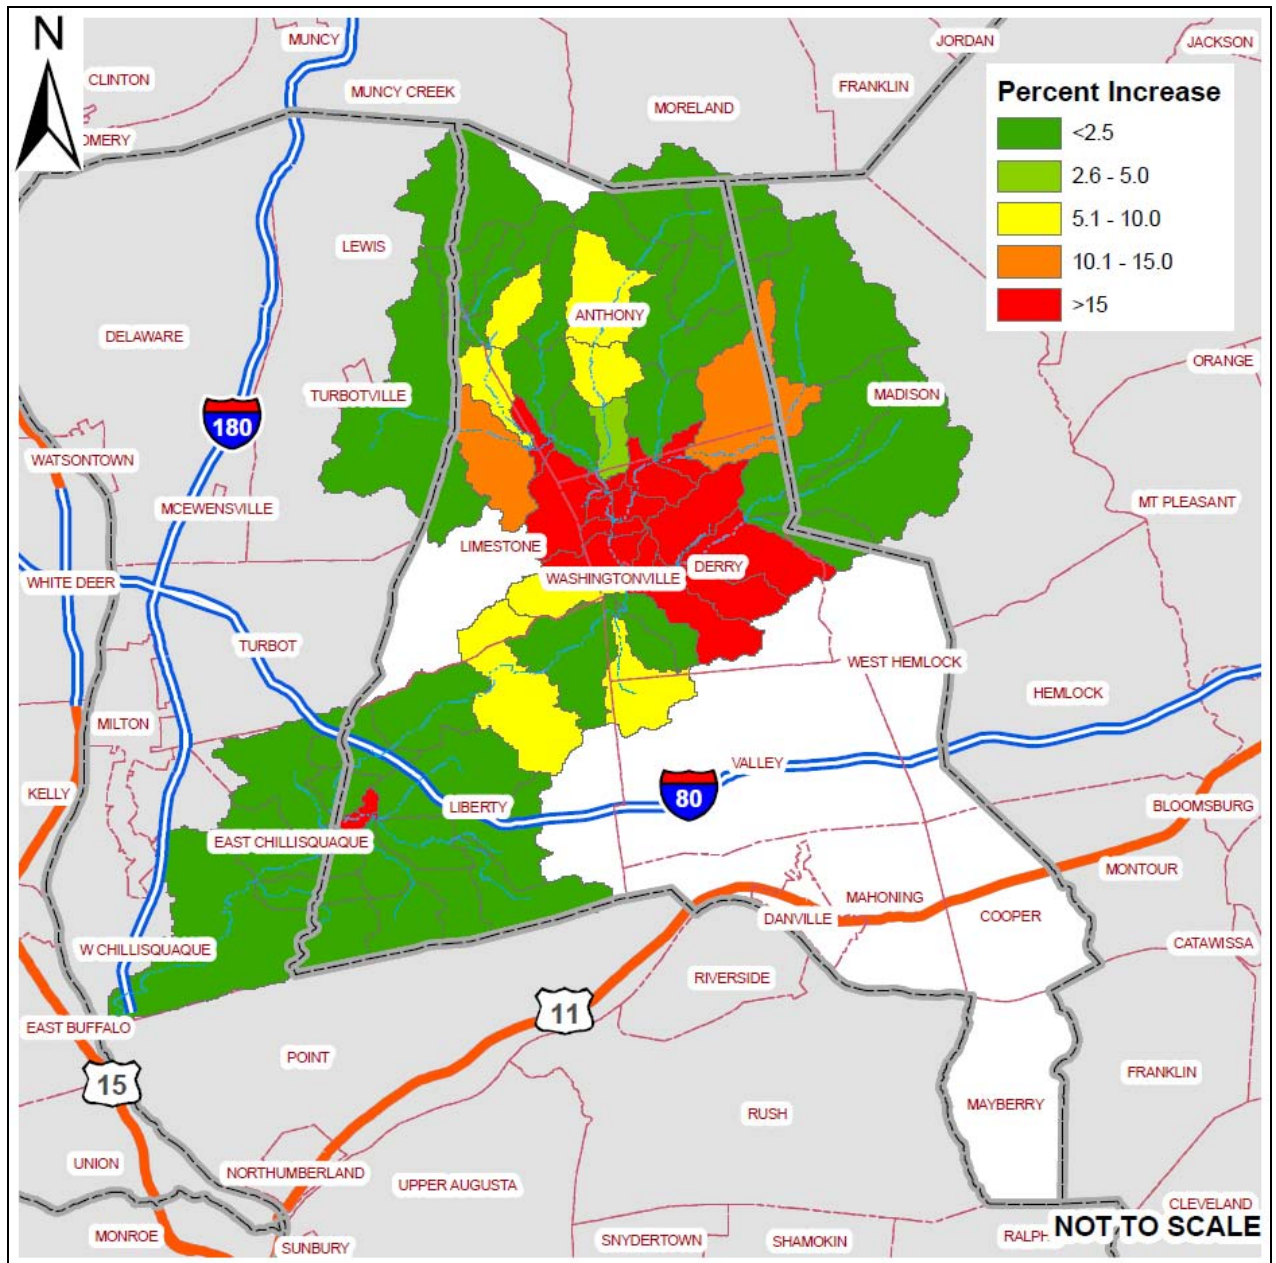 N
MUNCY
JORDAN
JACKSON
CLINTON
FRANKLIN
MUNCY CREEK
MORELAND
OMERY
Percent Increase
<2.5
2.6 - 5.0
5.1 - 10.0
10.1 - 15.0
>15
LEWIS
ANTHONY
DELAWARE
ORANGE
TURBOTVILLE
MADISON
180
WATSONTOWN
MCEWENSVILLE
MT PLEASANT
LIMESTONE
DERRY
WASHINGTONVILLE
WHITE DEER
TURBOT
WEST HEMLOCK
HEMLOCK
MILTON
VALLEY
KELLY
80
LIBERTY
BLOOMSBURG
EAST CHILLISQUAQUE
MONTOUR
MAHONING
DANVILLE
COOPER
W CHILLISQUAQUE
CATAWISSA
RIVERSIDE
11
EAST BUFFALO
POINT
15
FRANKLIN
MAYBERRY
RUSH
UNION
NORTHUMBERLAND
UPPER AUGUSTA
CLEVELAND
MONROE
SUNBURY
SNYDERTOWN
SHAMOKIN
RALPH
NOT TO SCALE